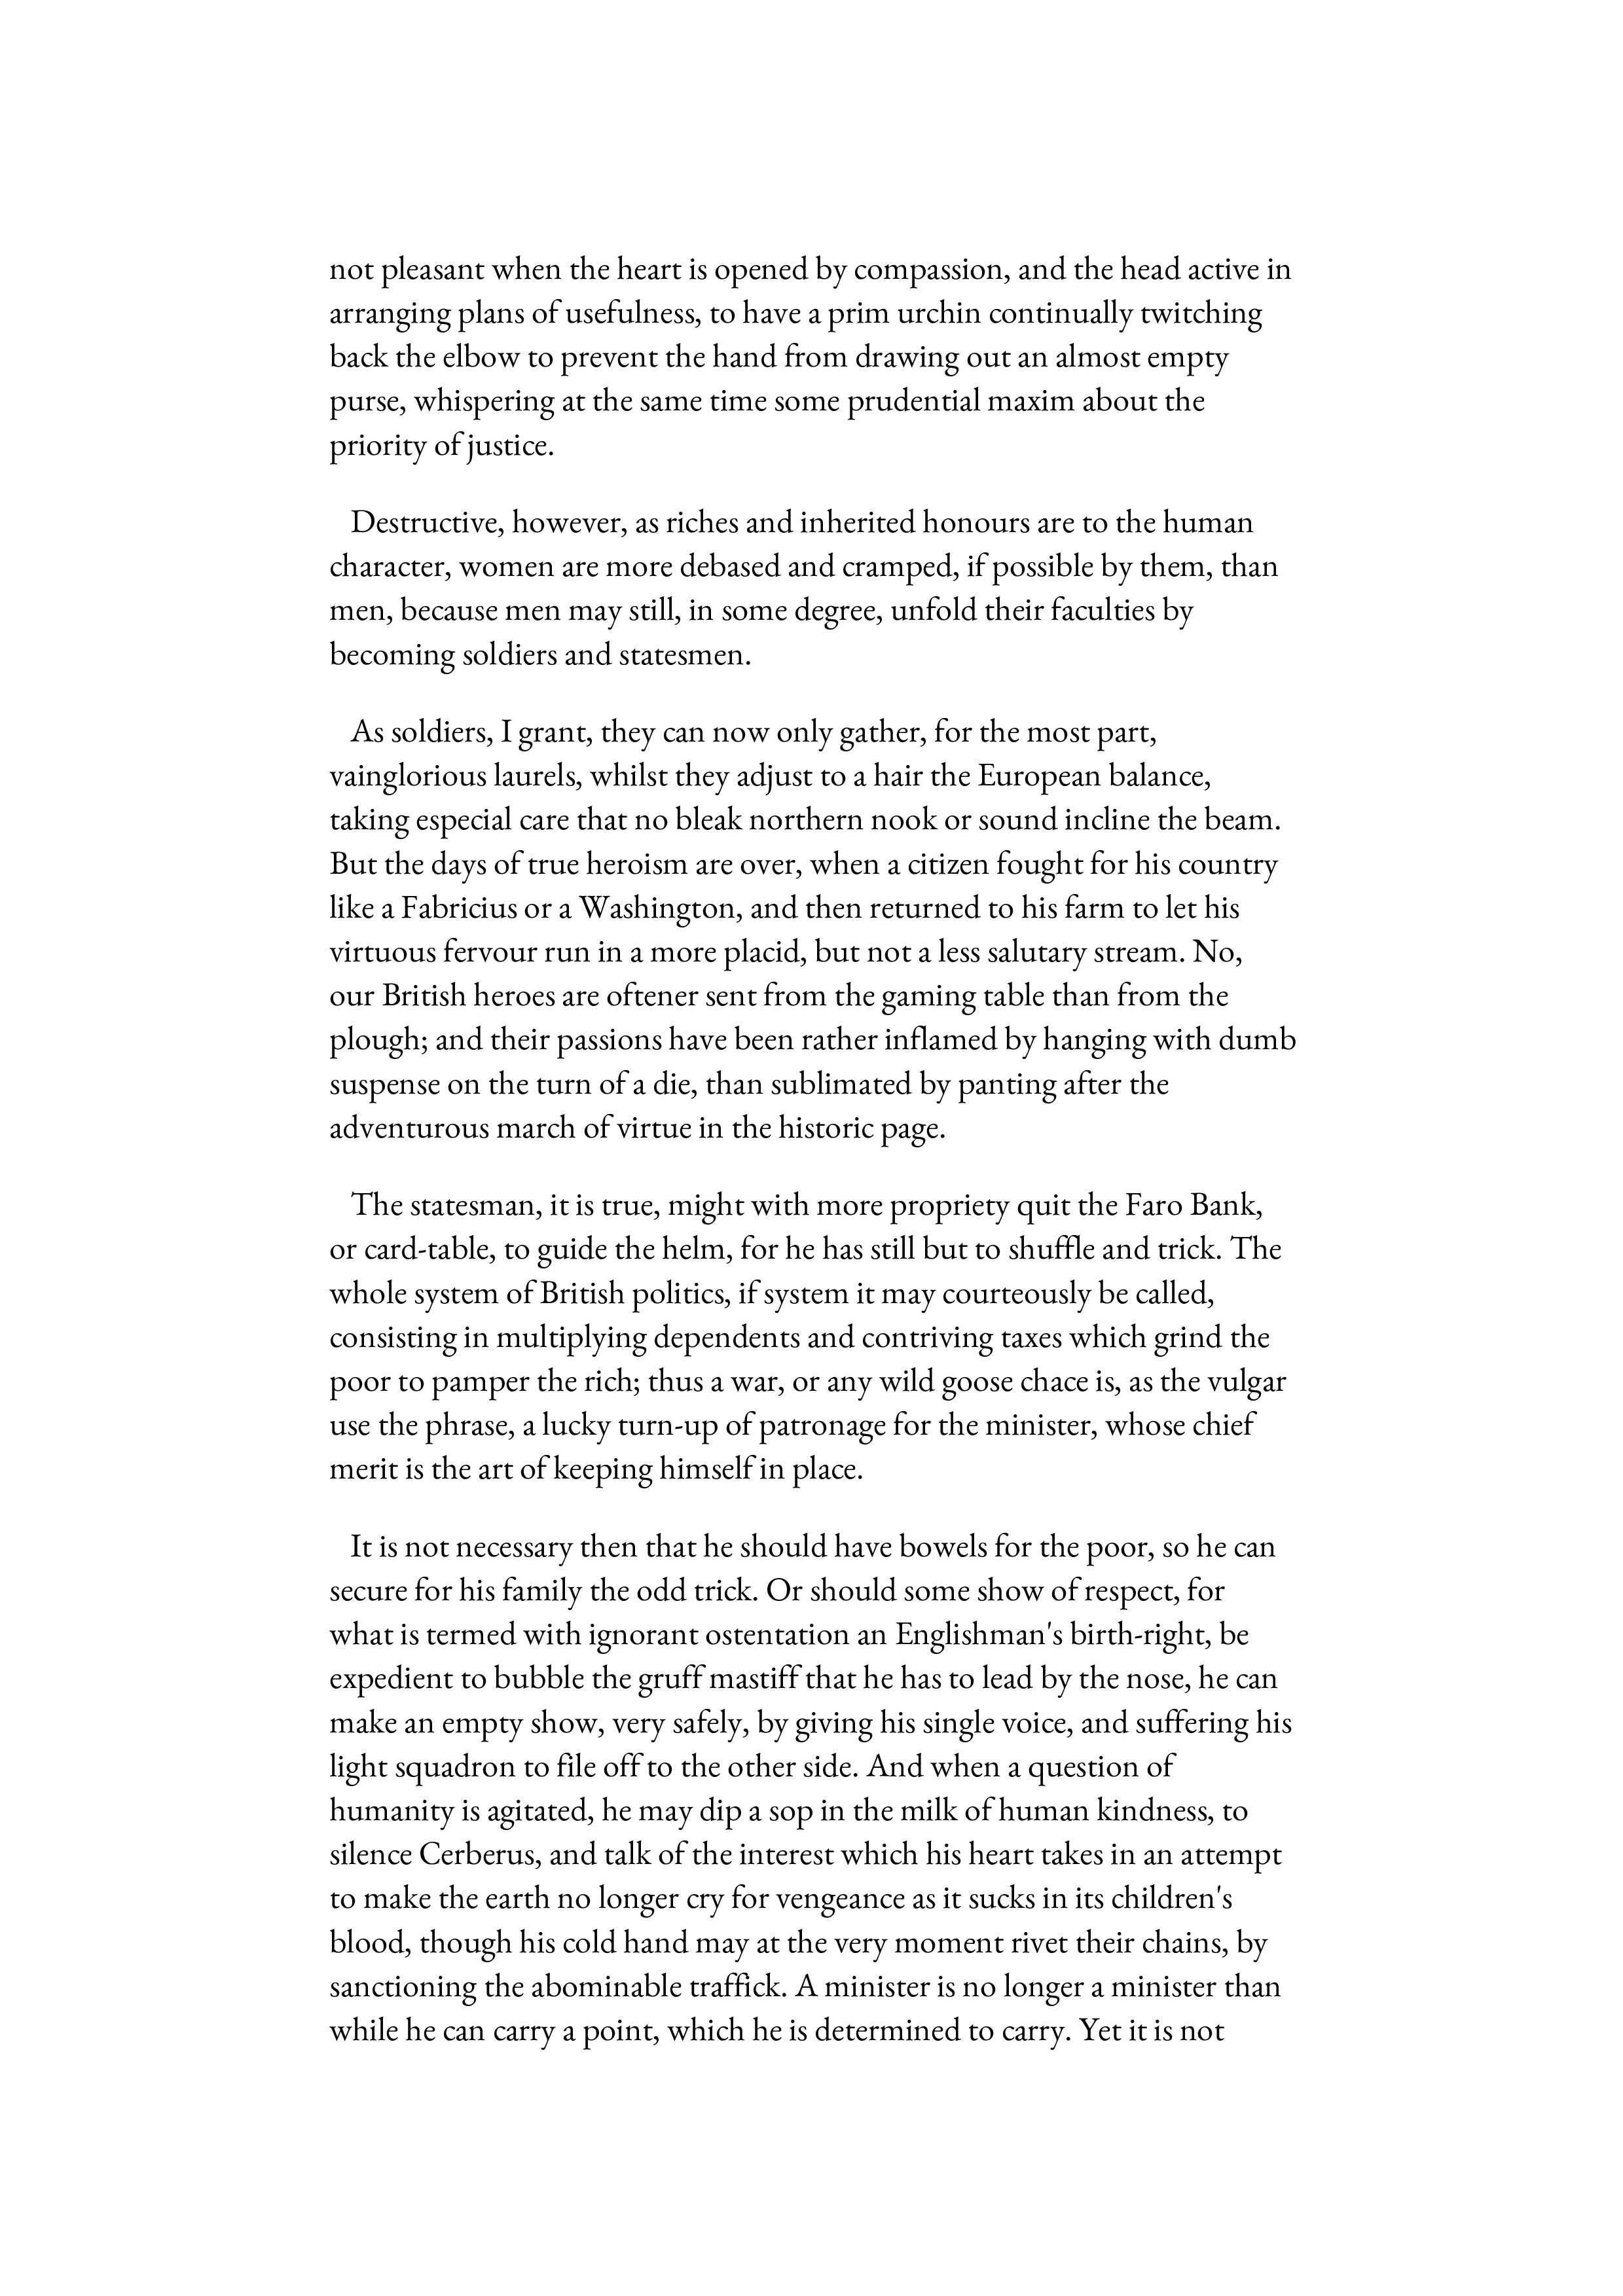 not pleasant when the heart is opened by compassion, and the head active in
arranging plans of usefulness, to have a prim urchin continually twitching
back the elbow to prevent the hand from drawing out an almost empty
purse, whispering at the same time some prudential maxim about the
priority of justice.
Destructive, however, as riches and inherited honours are to the human
character, women are more debased and cramped, if possible by them, than
men, because men may still, in some degree, unfold their faculties by
becoming soldiers and statesmen.
As soldiers, I grant, they can now only gather, for the most part,
vainglorious laurels, whilst they adjust to a hair the European balance,
taking especial care that no bleak northern nook or sound incline the beam.
But the days of true heroism are over, when a citizen fought for his country
like a Fabricius or a Washington, and then returned to his farm to let his
virtuous fervour run in a more placid, but not a less salutary stream. No,
our British heroes are oftener sent from the gaming table than from the
plough; and their passions have been rather inflamed by hanging with dumb
suspense on the turn of a die, than sublimated by panting after the
adventurous march of virtue in the historic page.
The statesman, it is true, might with more propriety quit the Faro Bank,
or card-table, to guide the helm, for he has still but to shuffle and trick. The
whole system of British politics, if system it may courteously be called,
consisting in multiplying dependents and contriving taxes which grind the
poor to pamper the rich; thus a war, or any wild goose chace is, as the vulgar
use the phrase, a lucky turn-up of patronage for the minister, whose chief
merit is the art of keeping himself in place.
It is not necessary then that he should have bowels for the poor, so he can
secure for his family the odd trick. Or should some show of respect, for
what is termed with ignorant ostentation an Englishman's birth-right, be
expedient to bubble the gruff mastiff that he has to lead by the nose, he can
make an empty show, very safely, by giving his single voice, and suffering his
light squadron to file off to the other side. And when a question of
humanity is agitated, he may dip a sop in the milk of human kindness, to
silence Cerberus, and talk of the interest which his heart takes in an attempt
to make the earth no longer cry for vengeance as it sucks in its children's
blood, though his cold hand may at the very moment rivet their chains, by
sanctioning the abominable traffick. A minister is no longer a minister than
while he can carry a point, which he is determined to carry. Yet it is not